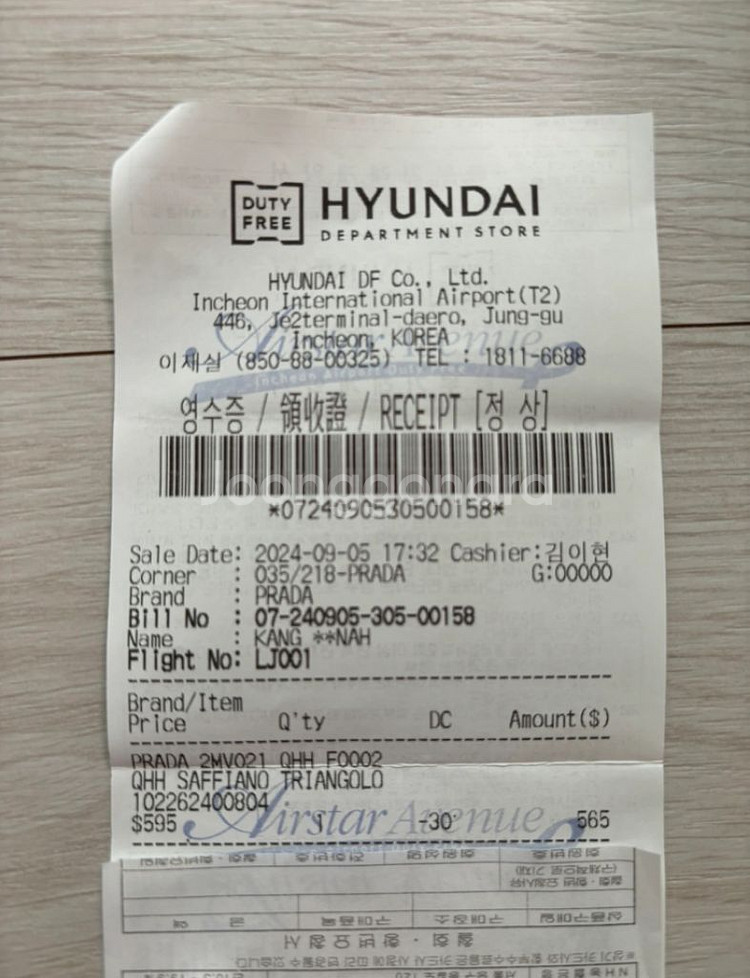 DUTY FREE HYUNDAI
DEPARTMENT STORE
HYUNDAI DF Co., Ltd.
Incheon International Airport(T2)
446, Je2terminal-daero, Jung-gu
Incheon, KOREA
이재실 (850-88-00325) TEL : 1811-6688
영수증 / 領收證 / RECEIPT [정 상]
Joonggonara
*0724090530500158*
Sale Date: 2024-09-05 17:32 Cashier:김이현
Corner : 035/218-PRADA G:00000
Brand : PRADA
Bill No : 07-240905-305-00158
Name : KANG **NAH
Flight No: LJ001
Brand/Item
Price Q'ty DC Amount($)
PRADA 2MV021 QHH F0002
QHH SAFFIANO TRIANGOLO
102262400804
$595 1 -30 565
Airstar Avenue